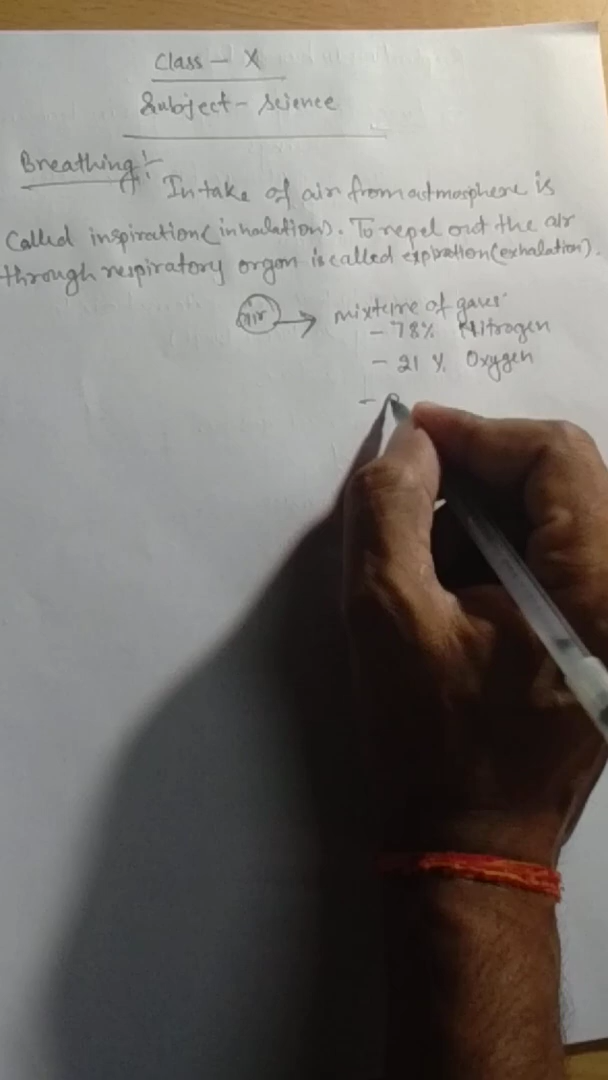 Class - X
Subject - Science
Breathing:-
Intake of air from atmosphere is
Called inspiration (inhalation). To repel out the air
through respiratory orgon is called expiration (exhalation).
air → mixture of gases
- 78% Nitrogen
- 21 % Oxygen
-